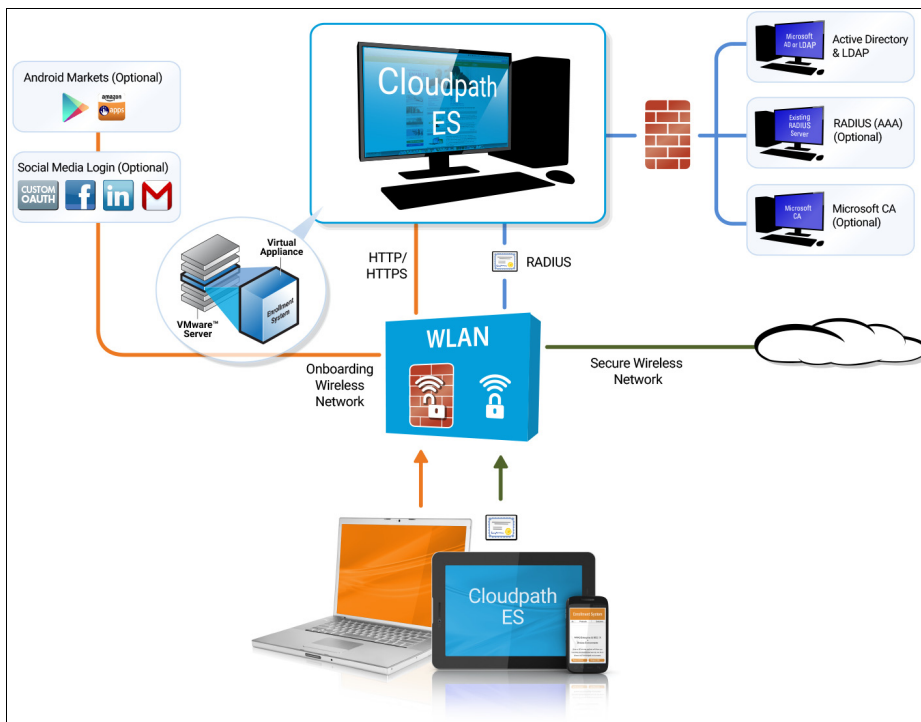 Android Markets (Optional)
amazon
apps
Social Media Login (Optional)
CUSTOM
OAUTH
f
in
M
Cloudpath
ES
Microsoft
AD or LDAP
Active Directory
& LDAP
Existing
RADIUS
Server
RADIUS (AAA)
(Optional)
Microsoft
CA
Microsoft CA
(Optional)
Virtual
Appliance
Enrollment
System
VMware™
Server
HTTP/
HTTPS
RADIUS
WLAN
Onboarding
Wireless
Network
Secure Wireless
Network
Cloudpath
ES
Enrollment System